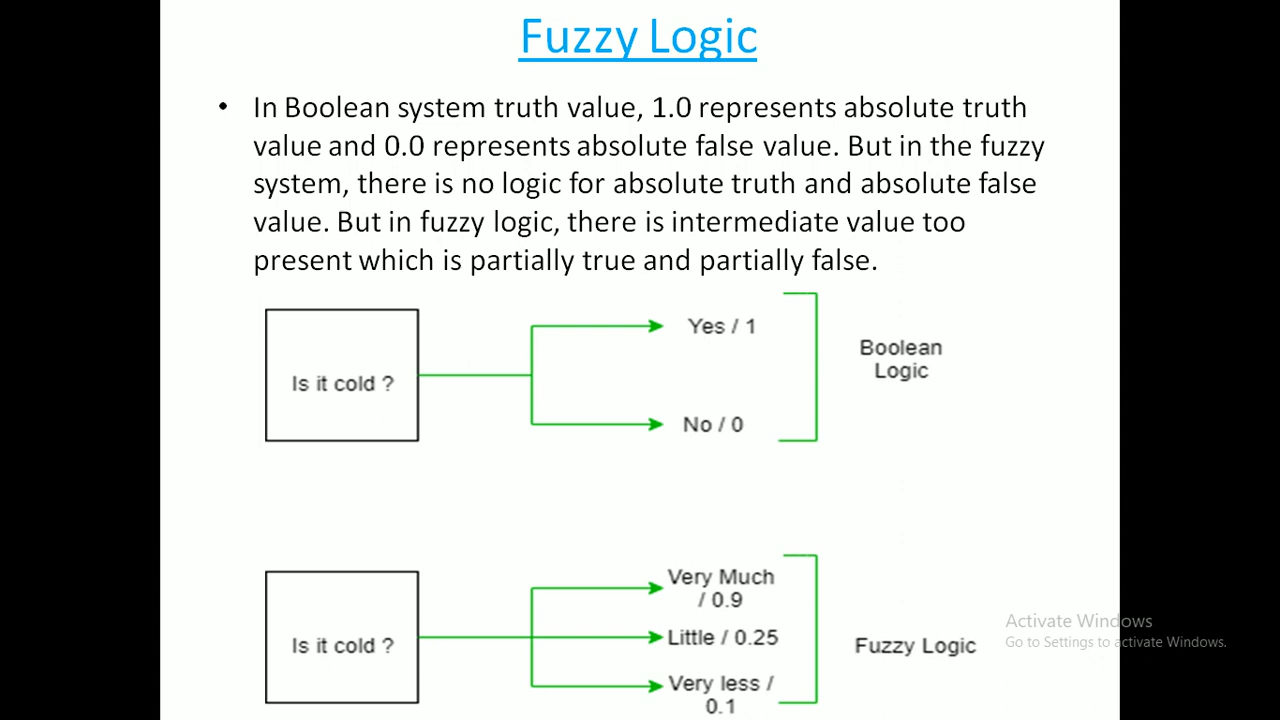 Fuzzy Logic
• In Boolean system truth value, 1.0 represents absolute truth
value and 0.0 represents absolute false value. But in the fuzzy
system, there is no logic for absolute truth and absolute false
value. But in fuzzy logic, there is intermediate value too
present which is partially true and partially false.
Is it cold ?
Yes / 1
No / 0
Boolean
Logic
Is it cold ?
Very Much
/ 0.9
Little / 0.25
Very less /
0.1
Fuzzy Logic
Activate Windows
Go to Settings to activate Windows.